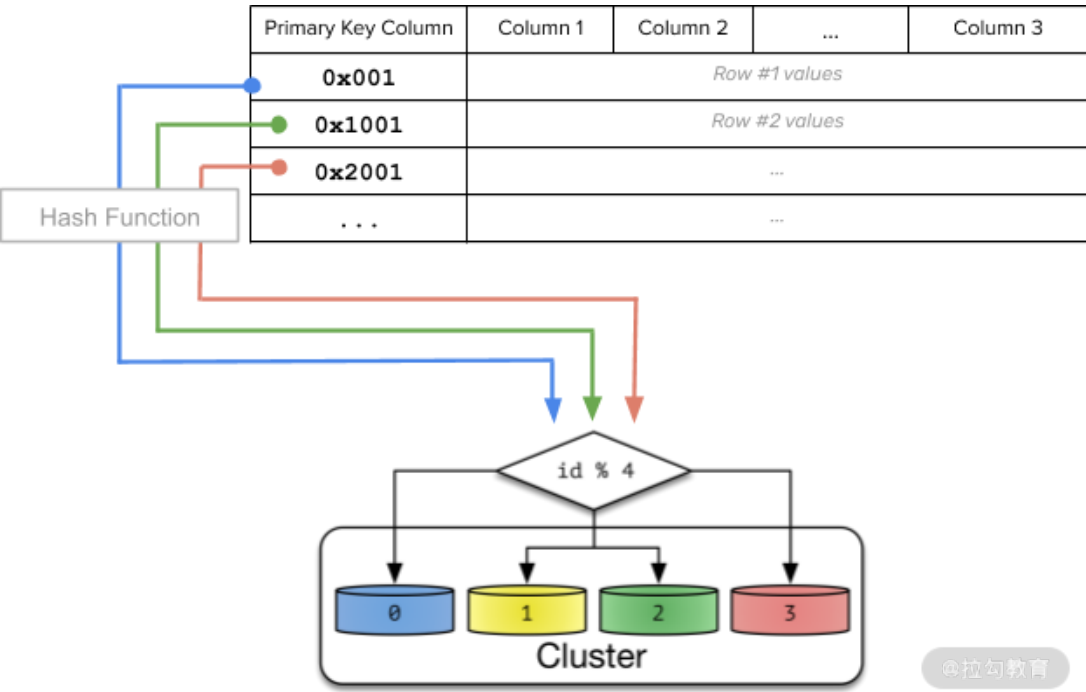 Primary Key Column Column 1 Column 2 ... Column 3
0x001 Row #1 values
0x1001 Row #2 values
0x2001 ...
... ...
Hash Function
id % 4
0 1 2 3
Cluster
@拉勾教育